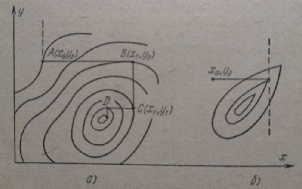 y
A(x₀,y₀) B(x₁,y₀)
x₀,y₀
D
C(x₁,y₁)
x
а) б)